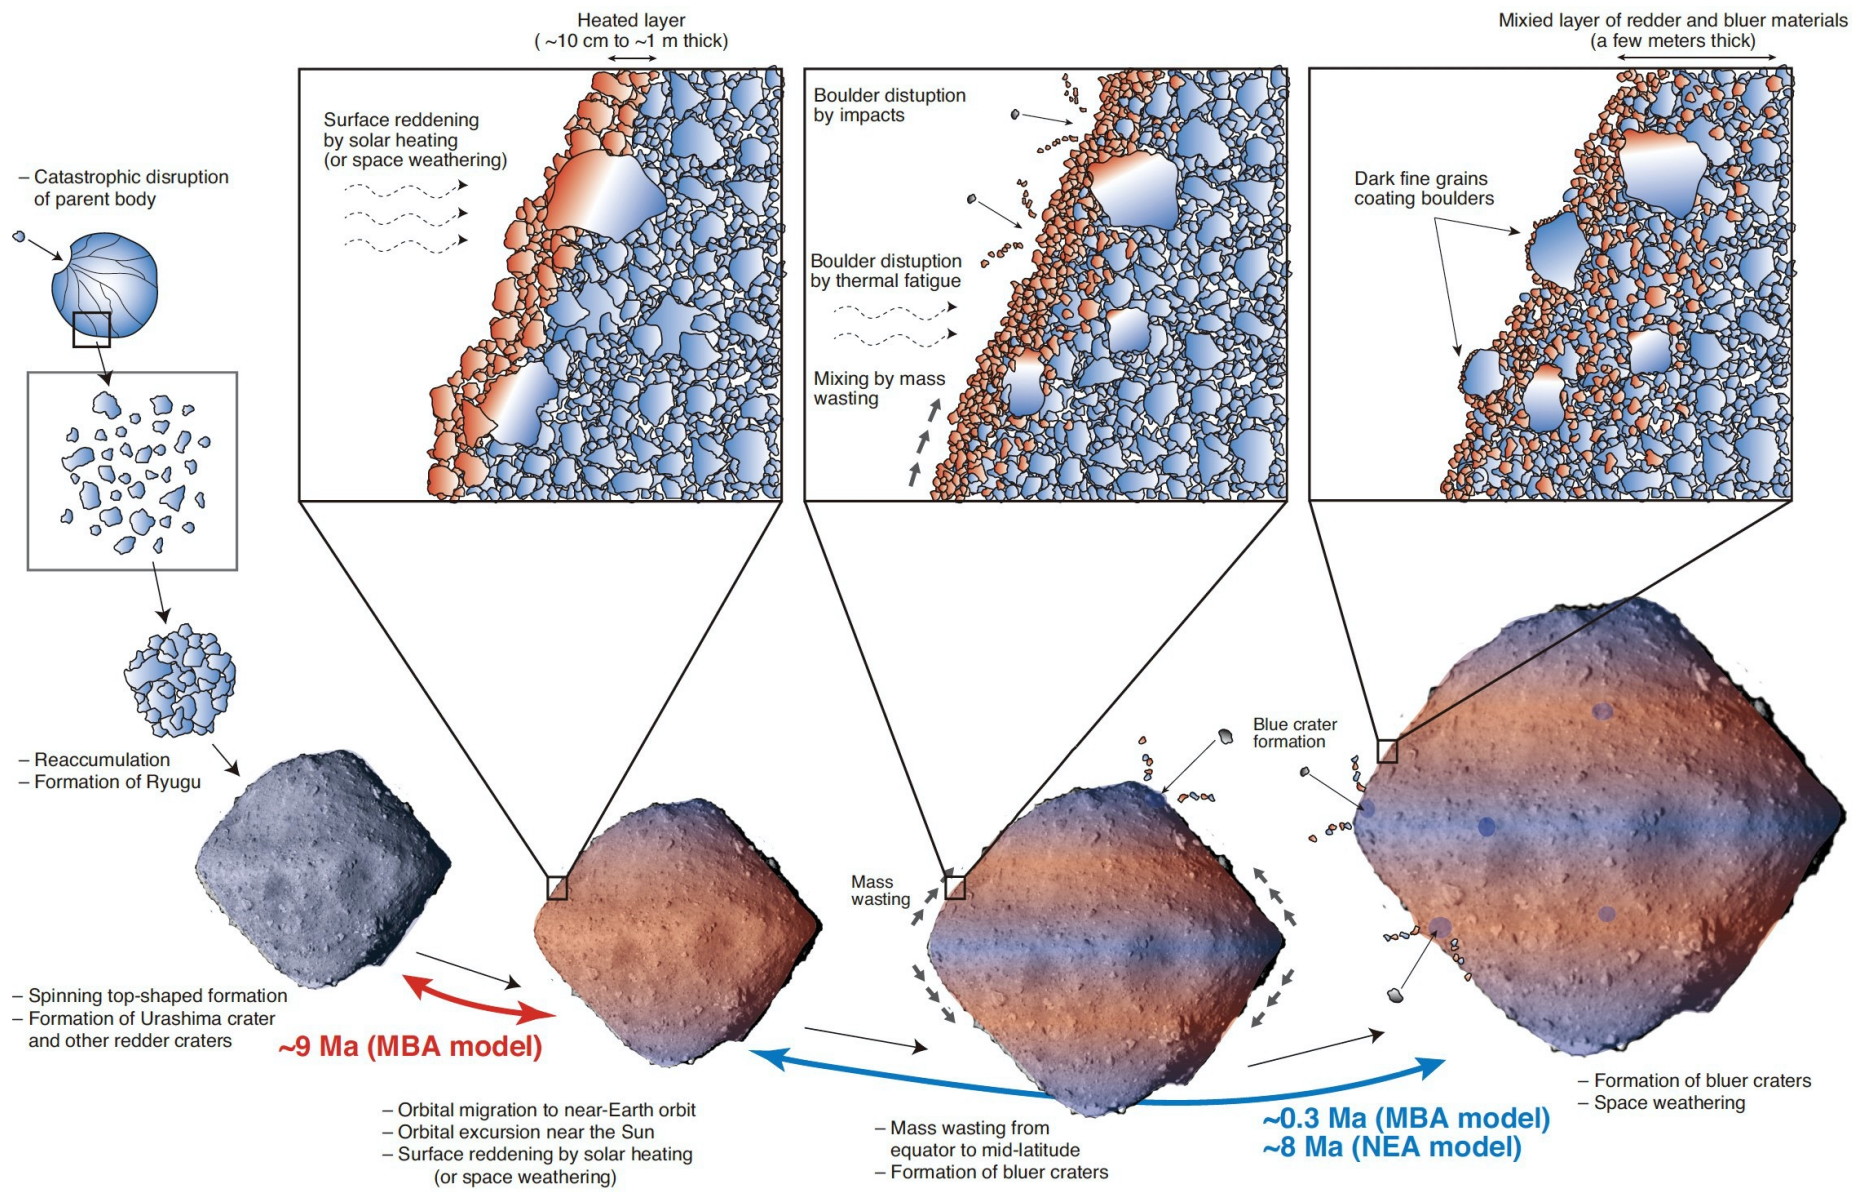 Heated layer
( ~10 cm to ~1 m thick)
Mixied layer of redder and bluer materials
(a few meters thick)
Surface reddening
by solar heating
(or space weathering)
Boulder distuption
by impacts
Boulder distuption
by thermal fatigue
Mixing by mass
wasting
Dark fine grains
coating boulders
– Catastrophic disruption
of parent body
– Reaccumulation
– Formation of Ryugu
Blue crater
formation
Mass
wasting
– Spinning top-shaped formation
– Formation of Urashima crater
and other redder craters
~9 Ma (MBA model)
– Orbital migration to near-Earth orbit
– Orbital excursion near the Sun
– Surface reddening by solar heating
(or space weathering)
– Mass wasting from
equator to mid-latitude
– Formation of bluer craters
~0.3 Ma (MBA model)
~8 Ma (NEA model)
– Formation of bluer craters
– Space weathering